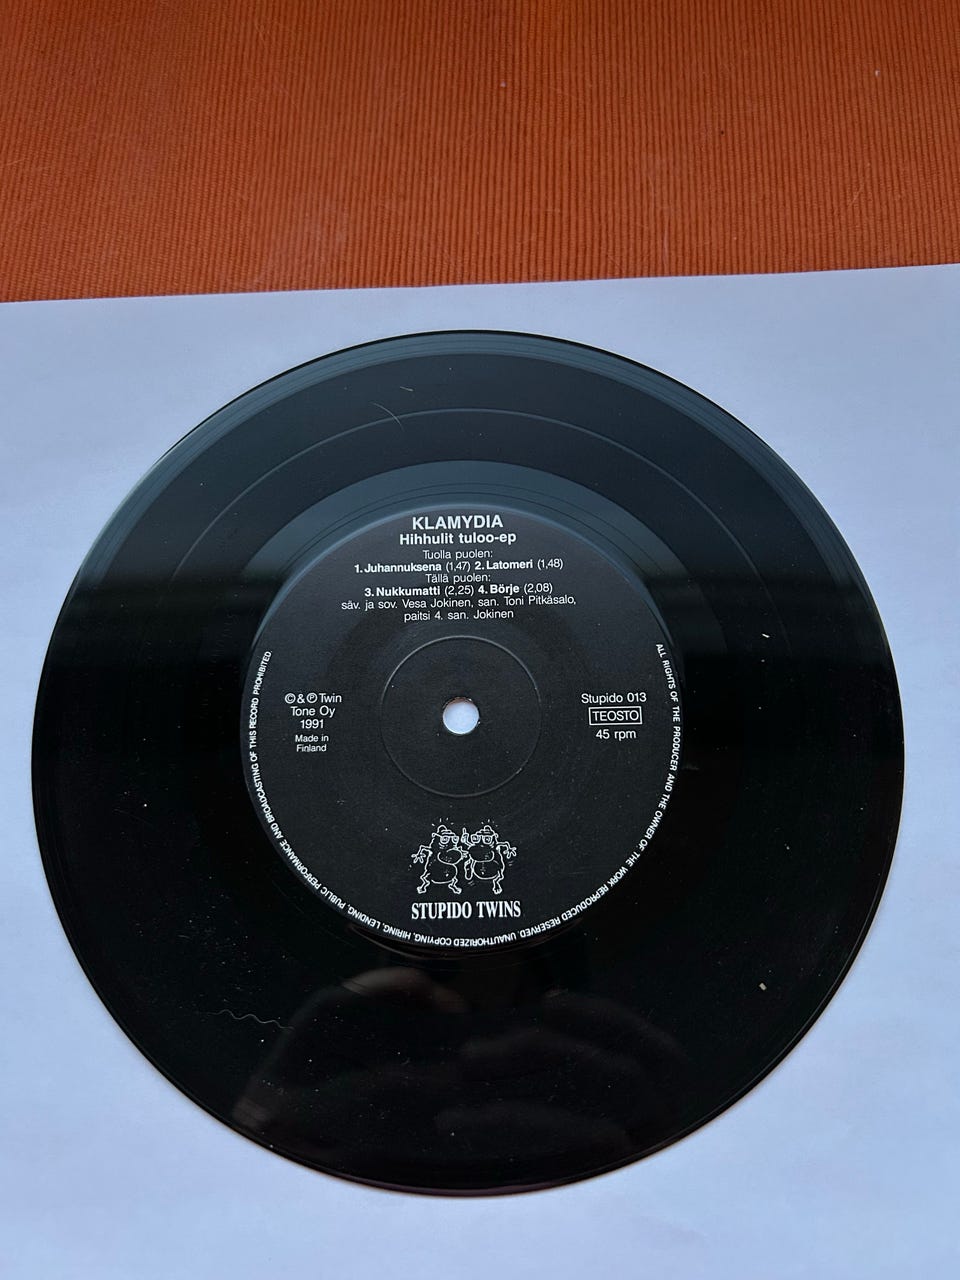 KLAMYDIA
Hihhulit tuloo-ep
Tuolla puolen:
1. Juhannuksena (1,47) 2. Latomeri (1,48)
Tällä puolen:
3. Nukkumatti (2,25) 4. Börje (2,08)
säv. ja sov. Vesa Jokinen, san. Toni Pitkäsalo,
paitsi 4. san. Jokinen
©&℗ Twin
Tone Oy
1991
Made in
Finland
Stupido 013
TEOSTO
45 rpm
STUPIDO TWINS
ALL RIGHTS OF THE PRODUCER AND THE OWNER OF THE WORK REPRODUCED RESERVED. UNAUTHORIZED COPYING, HIRING, LENDING, PUBLIC PERFORMANCE AND BROADCASTING OF THIS RECORD PROHIBITED